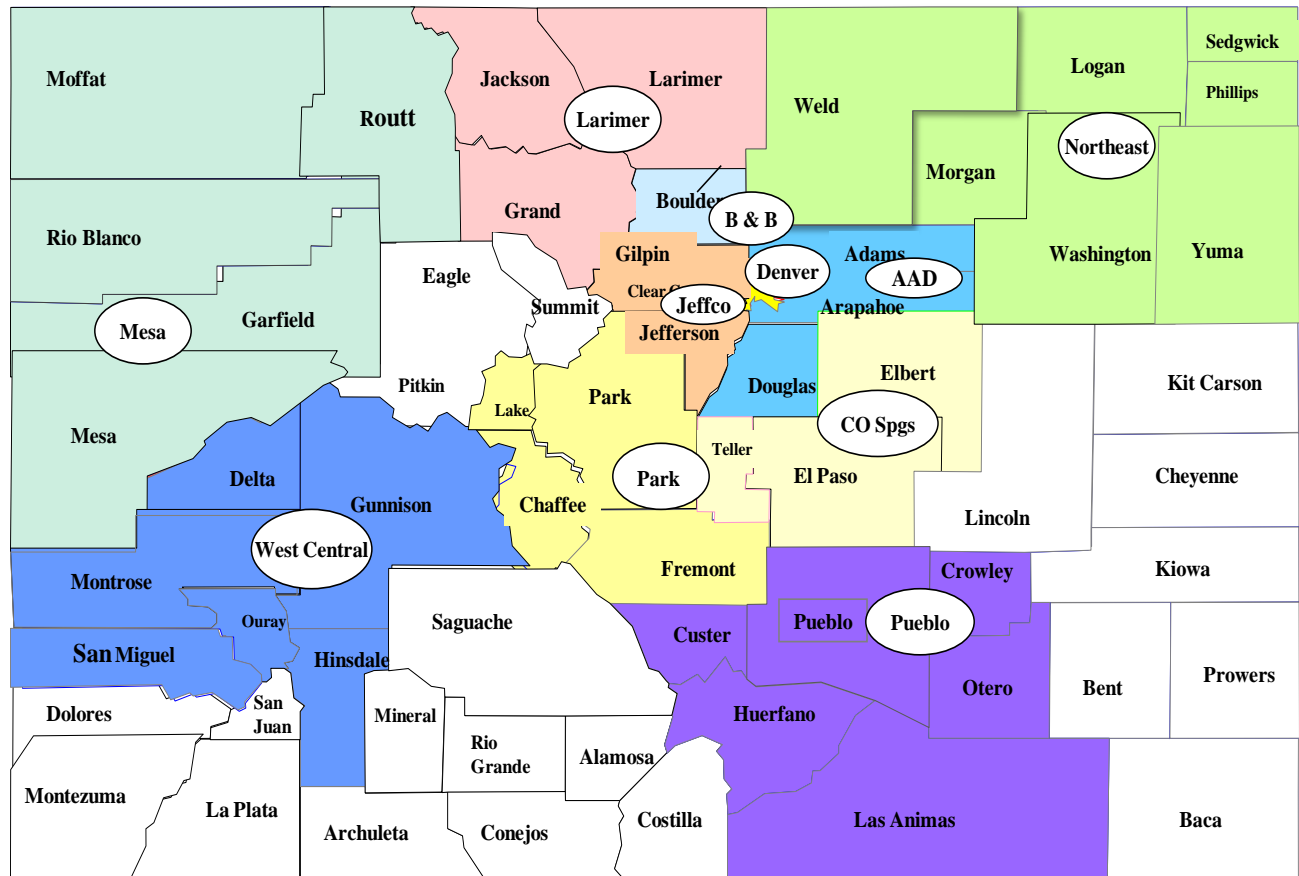 Sedgwick
Logan
Moffat
Jackson
Larimer
Phillips
Weld
Routt
Larimer
Northeast
Morgan
Boulder
Grand
B & B
Rio Blanco
Gilpin
Adams
Washington
Yuma
Eagle
Denver
AAD
Clear C
Summit
Jeffco
Arapahoe
Garfield
Mesa
Jefferson
Elbert
Kit Carson
Pitkin
Douglas
Park
Lake
CO Spgs
Mesa
Teller
Delta
Park
El Paso
Cheyenne
Gunnison
Chaffee
Lincoln
West Central
Fremont
Crowley
Kiowa
Montrose
Ouray
Saguache
Pueblo
Pueblo
Custer
San Miguel
Hinsdale
Prowers
Otero
Bent
San
Juan
Dolores
Mineral
Huerfano
Rio
Grande
Alamosa
Montezuma
La Plata
Costilla
Las Animas
Baca
Archuleta
Conejos